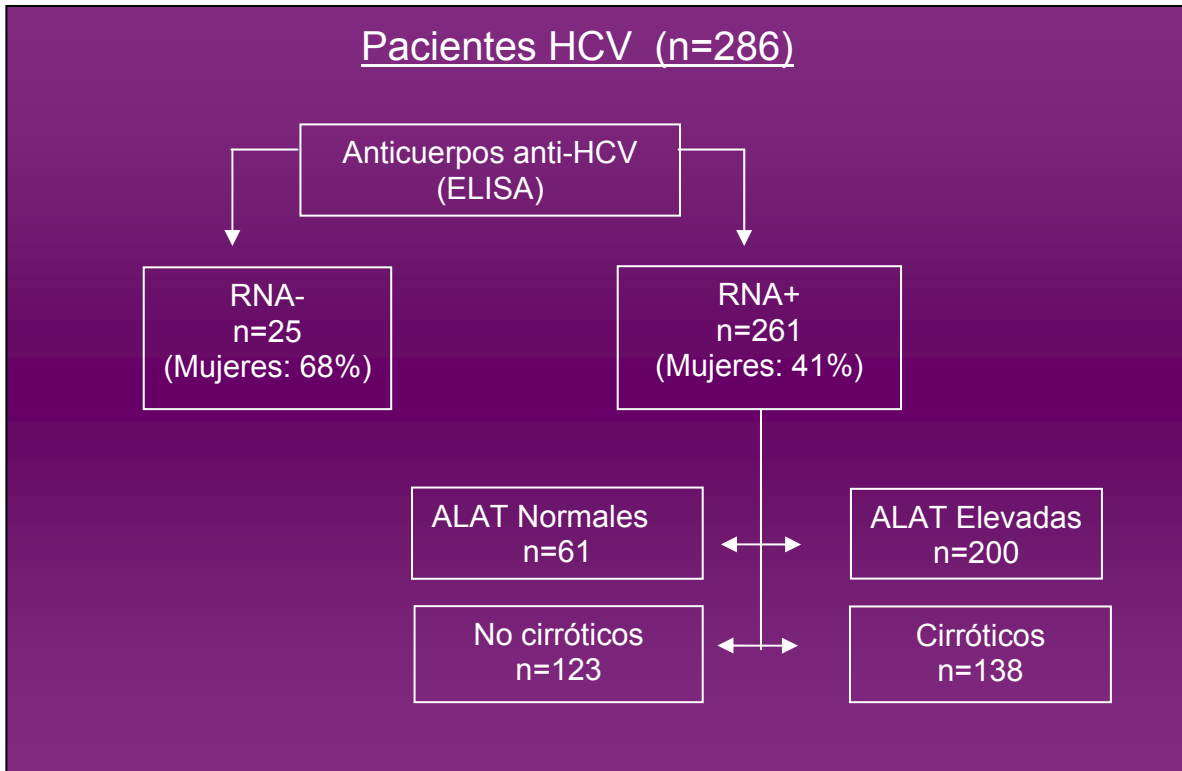 Pacientes HCV (n=286)
Anticuerpos anti-HCV
(ELISA)
RNA-
n=25
(Mujeres: 68%)
RNA+
n=261
(Mujeres: 41%)
ALAT Normales
n=61
ALAT Elevadas
n=200
No cirróticos
n=123
Cirróticos
n=138